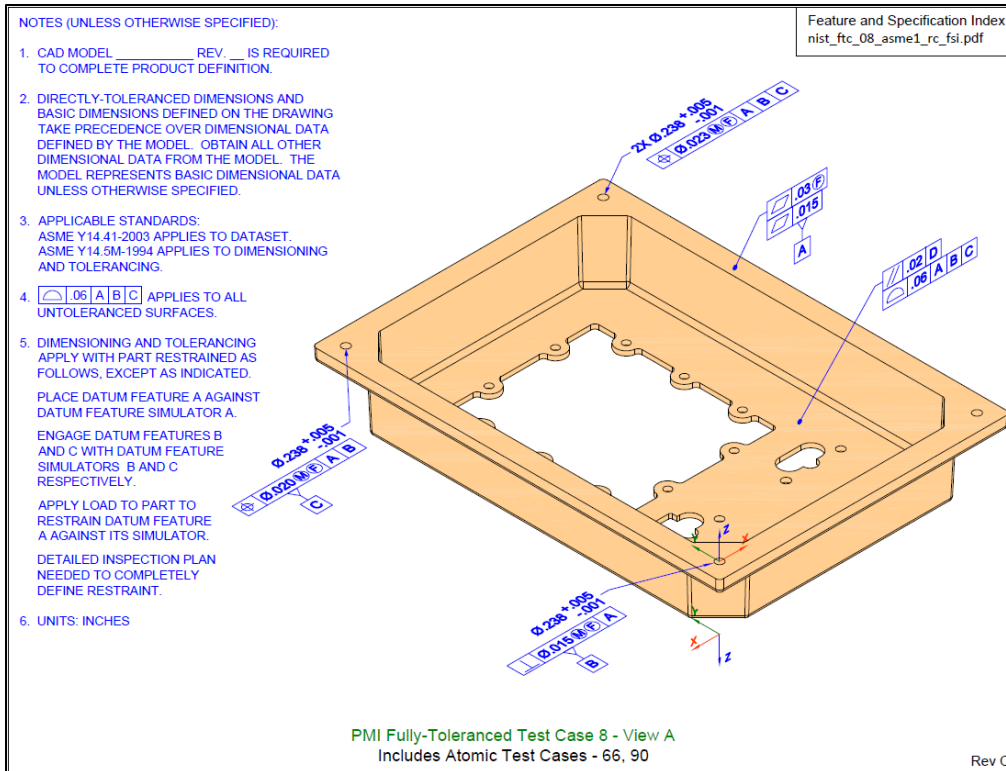 NOTES (UNLESS OTHERWISE SPECIFIED):
1. CAD MODEL __________ REV. __ IS REQUIRED
TO COMPLETE PRODUCT DEFINITION.
2. DIRECTLY-TOLERANCED DIMENSIONS AND
BASIC DIMENSIONS DEFINED ON THE DRAWING
TAKE PRECEDENCE OVER DIMENSIONAL DATA
DEFINED BY THE MODEL. OBTAIN ALL OTHER
DIMENSIONAL DATA FROM THE MODEL. THE
MODEL REPRESENTS BASIC DIMENSIONAL DATA
UNLESS OTHERWISE SPECIFIED.
3. APPLICABLE STANDARDS:
ASME Y14.41-2003 APPLIES TO DATASET.
ASME Y14.5M-1994 APPLIES TO DIMENSIONING
AND TOLERANCING.
4. ⌓ .06 A B C APPLIES TO ALL
UNTOLERANCED SURFACES.
5. DIMENSIONING AND TOLERANCING
APPLY WITH PART RESTRAINED AS
FOLLOWS, EXCEPT AS INDICATED.
PLACE DATUM FEATURE A AGAINST
DATUM FEATURE SIMULATOR A.
ENGAGE DATUM FEATURES B
AND C WITH DATUM FEATURE
SIMULATORS B AND C
RESPECTIVELY.
APPLY LOAD TO PART TO
RESTRAIN DATUM FEATURE
A AGAINST ITS SIMULATOR.
DETAILED INSPECTION PLAN
NEEDED TO COMPLETELY
DEFINE RESTRAINT.
6. UNITS: INCHES
Feature and Specification Index
nist_ftc_08_asme1_rc_fsi.pdf
2X Ø.238 +.005
-.001
⌖ Ø.023 Ⓜ Ⓕ A B C
⏥ .03 Ⓕ
⏥ .015
A
// .02 D
⌓ .06 A B C
Ø.238 +.005
-.001
⌖ Ø.020 Ⓜ Ⓕ A B
C
Y
Z
X
Ø.238 +.005
-.001
⊥ Ø.015 Ⓜ Ⓕ A
B
Y
X
Z
PMI Fully-Toleranced Test Case 8 - View A
Includes Atomic Test Cases - 66, 90
Rev C